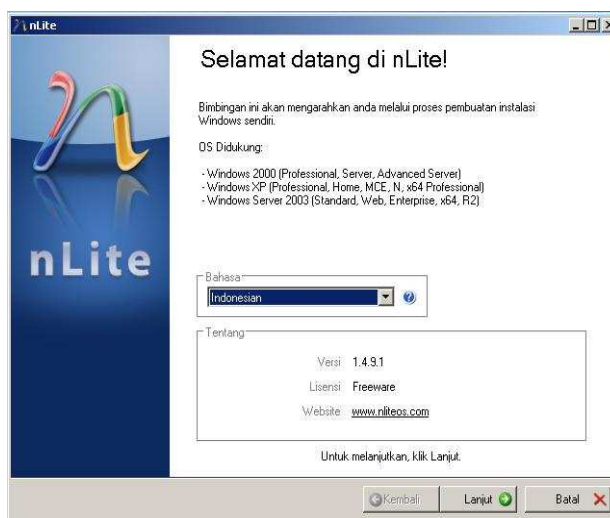 nLite
Selamat datang di nLite!
Bimbingan ini akan mengarahkan anda melalui proses pembuatan instalasi
Windows sendiri.
OS Didukung:
- Windows 2000 (Professional, Server, Advanced Server)
- Windows XP (Professional, Home, MCE, N, x64 Professional)
- Windows Server 2003 (Standard, Web, Enterprise, x64, R2)
nLite
Bahasa
Indonesian
Tentang
Versi 1.4.9.1
Lisensi Freeware
Website www.nliteos.com
Untuk melanjutkan, klik Lanjut.
Kembali Lanjut Batal